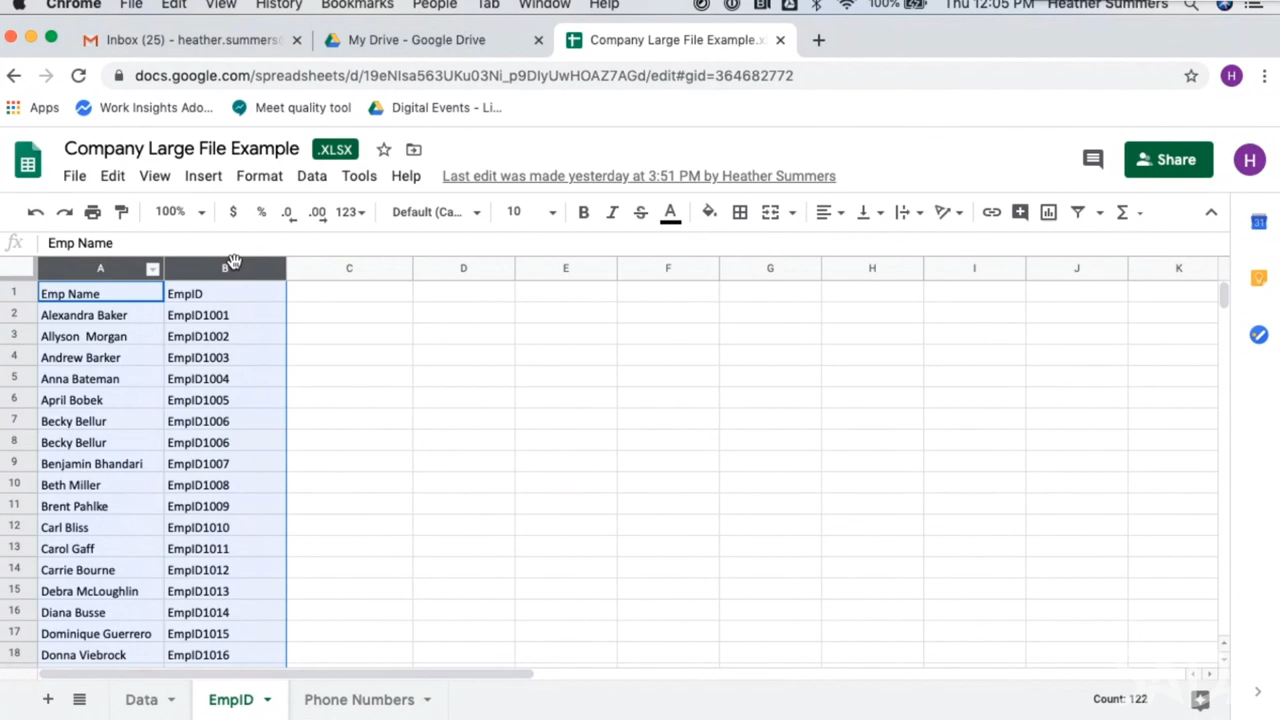 Chrome File Edit View History Bookmarks People Tab Window Help 100% Thu 12:05 PM Heather Summers
Inbox (25) - heather.summers@ My Drive - Google Drive Company Large File Example.x
docs.google.com/spreadsheets/d/19eNIsa563UKu03Ni_p9DIyUwHOAZ7AGd/edit#gid=364682772 H
Apps Work Insights Ado... Meet quality tool Digital Events - Li...
Company Large File Example .XLSX Share H
File Edit View Insert Format Data Tools Help Last edit was made yesterday at 3:51 PM by Heather Summers
100% $ % .0 .00 123 Default (Ca... 10 B I S A Σ
fx Emp Name 31
A B C D E F G H I J K
1 Emp Name EmpID
2 Alexandra Baker EmpID1001
3 Allyson Morgan EmpID1002
4 Andrew Barker EmpID1003
5 Anna Bateman EmpID1004
6 April Bobek EmpID1005
7 Becky Bellur EmpID1006
8 Becky Bellur EmpID1006
9 Benjamin Bhandari EmpID1007
10 Beth Miller EmpID1008
11 Brent Pahlke EmpID1009
12 Carl Bliss EmpID1010
13 Carol Gaff EmpID1011
14 Carrie Bourne EmpID1012
15 Debra McLoughlin EmpID1013
16 Diana Busse EmpID1014
17 Dominique Guerrero EmpID1015
18 Donna Viebrock EmpID1016
Data EmpID Phone Numbers Count: 122